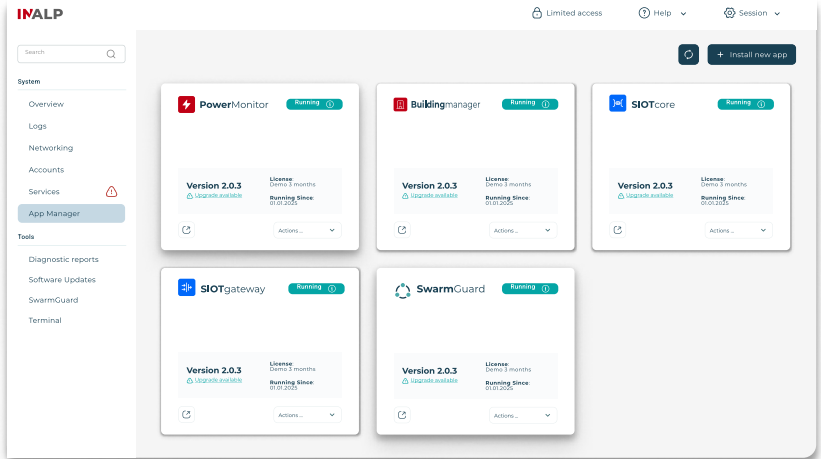 INALP
Limited access
Help
Session
Search
Install new app
System
Overview
Logs
Networking
Accounts
Services
App Manager
Tools
Diagnostic reports
Software Updates
SwarmGuard
Terminal
PowerMonitor
Running
Version 2.0.3
Upgrade available
License:
Demo 3 months
Running Since:
01.01.2025
Actions ...
Buildingmanager
Running
Version 2.0.3
Upgrade available
License:
Demo 3 months
Running Since:
01.01.2025
Actions ...
SIOTcore
Running
Version 2.0.3
Upgrade available
License:
Demo 3 months
Running Since:
01.01.2025
Actions ...
SIOTgateway
Running
Version 2.0.3
Upgrade available
License:
Demo 3 months
Running Since:
01.01.2025
Actions ...
SwarmGuard
Running
Version 2.0.3
Upgrade available
License:
Demo 3 months
Running Since:
01.01.2025
Actions ...